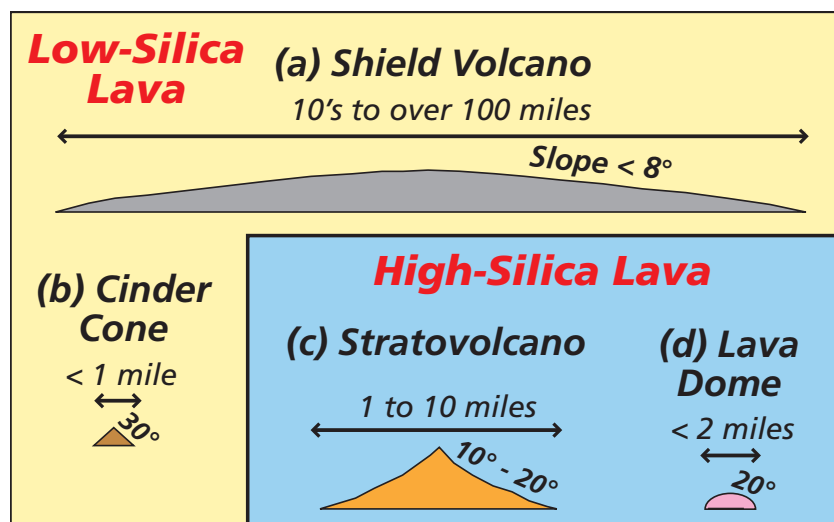 Low-Silica
Lava
(a) Shield Volcano
10's to over 100 miles
Slope < 8°
(b) Cinder
Cone
< 1 mile
30°
High-Silica Lava
(c) Stratovolcano
1 to 10 miles
10° - 20°
(d) Lava
Dome
< 2 miles
20°